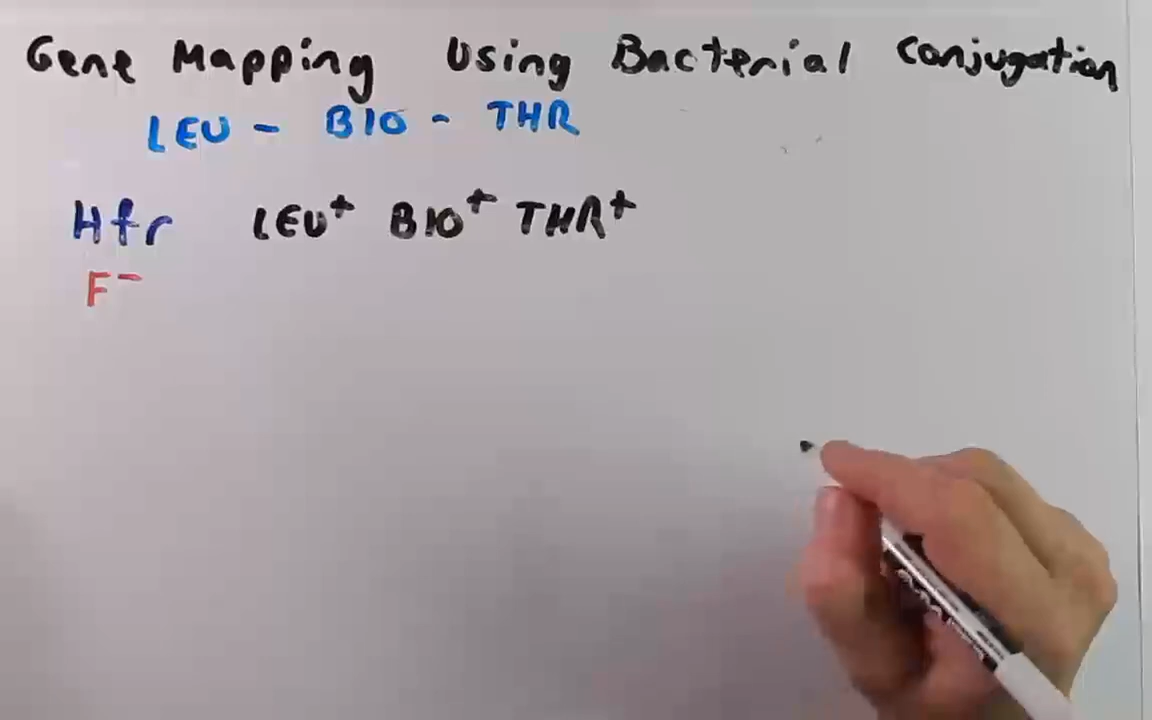 Gene Mapping Using Bacterial Conjugation
LEU - BIO - THR
Hfr LEU⁺ BIO⁺ THR⁺
F⁻